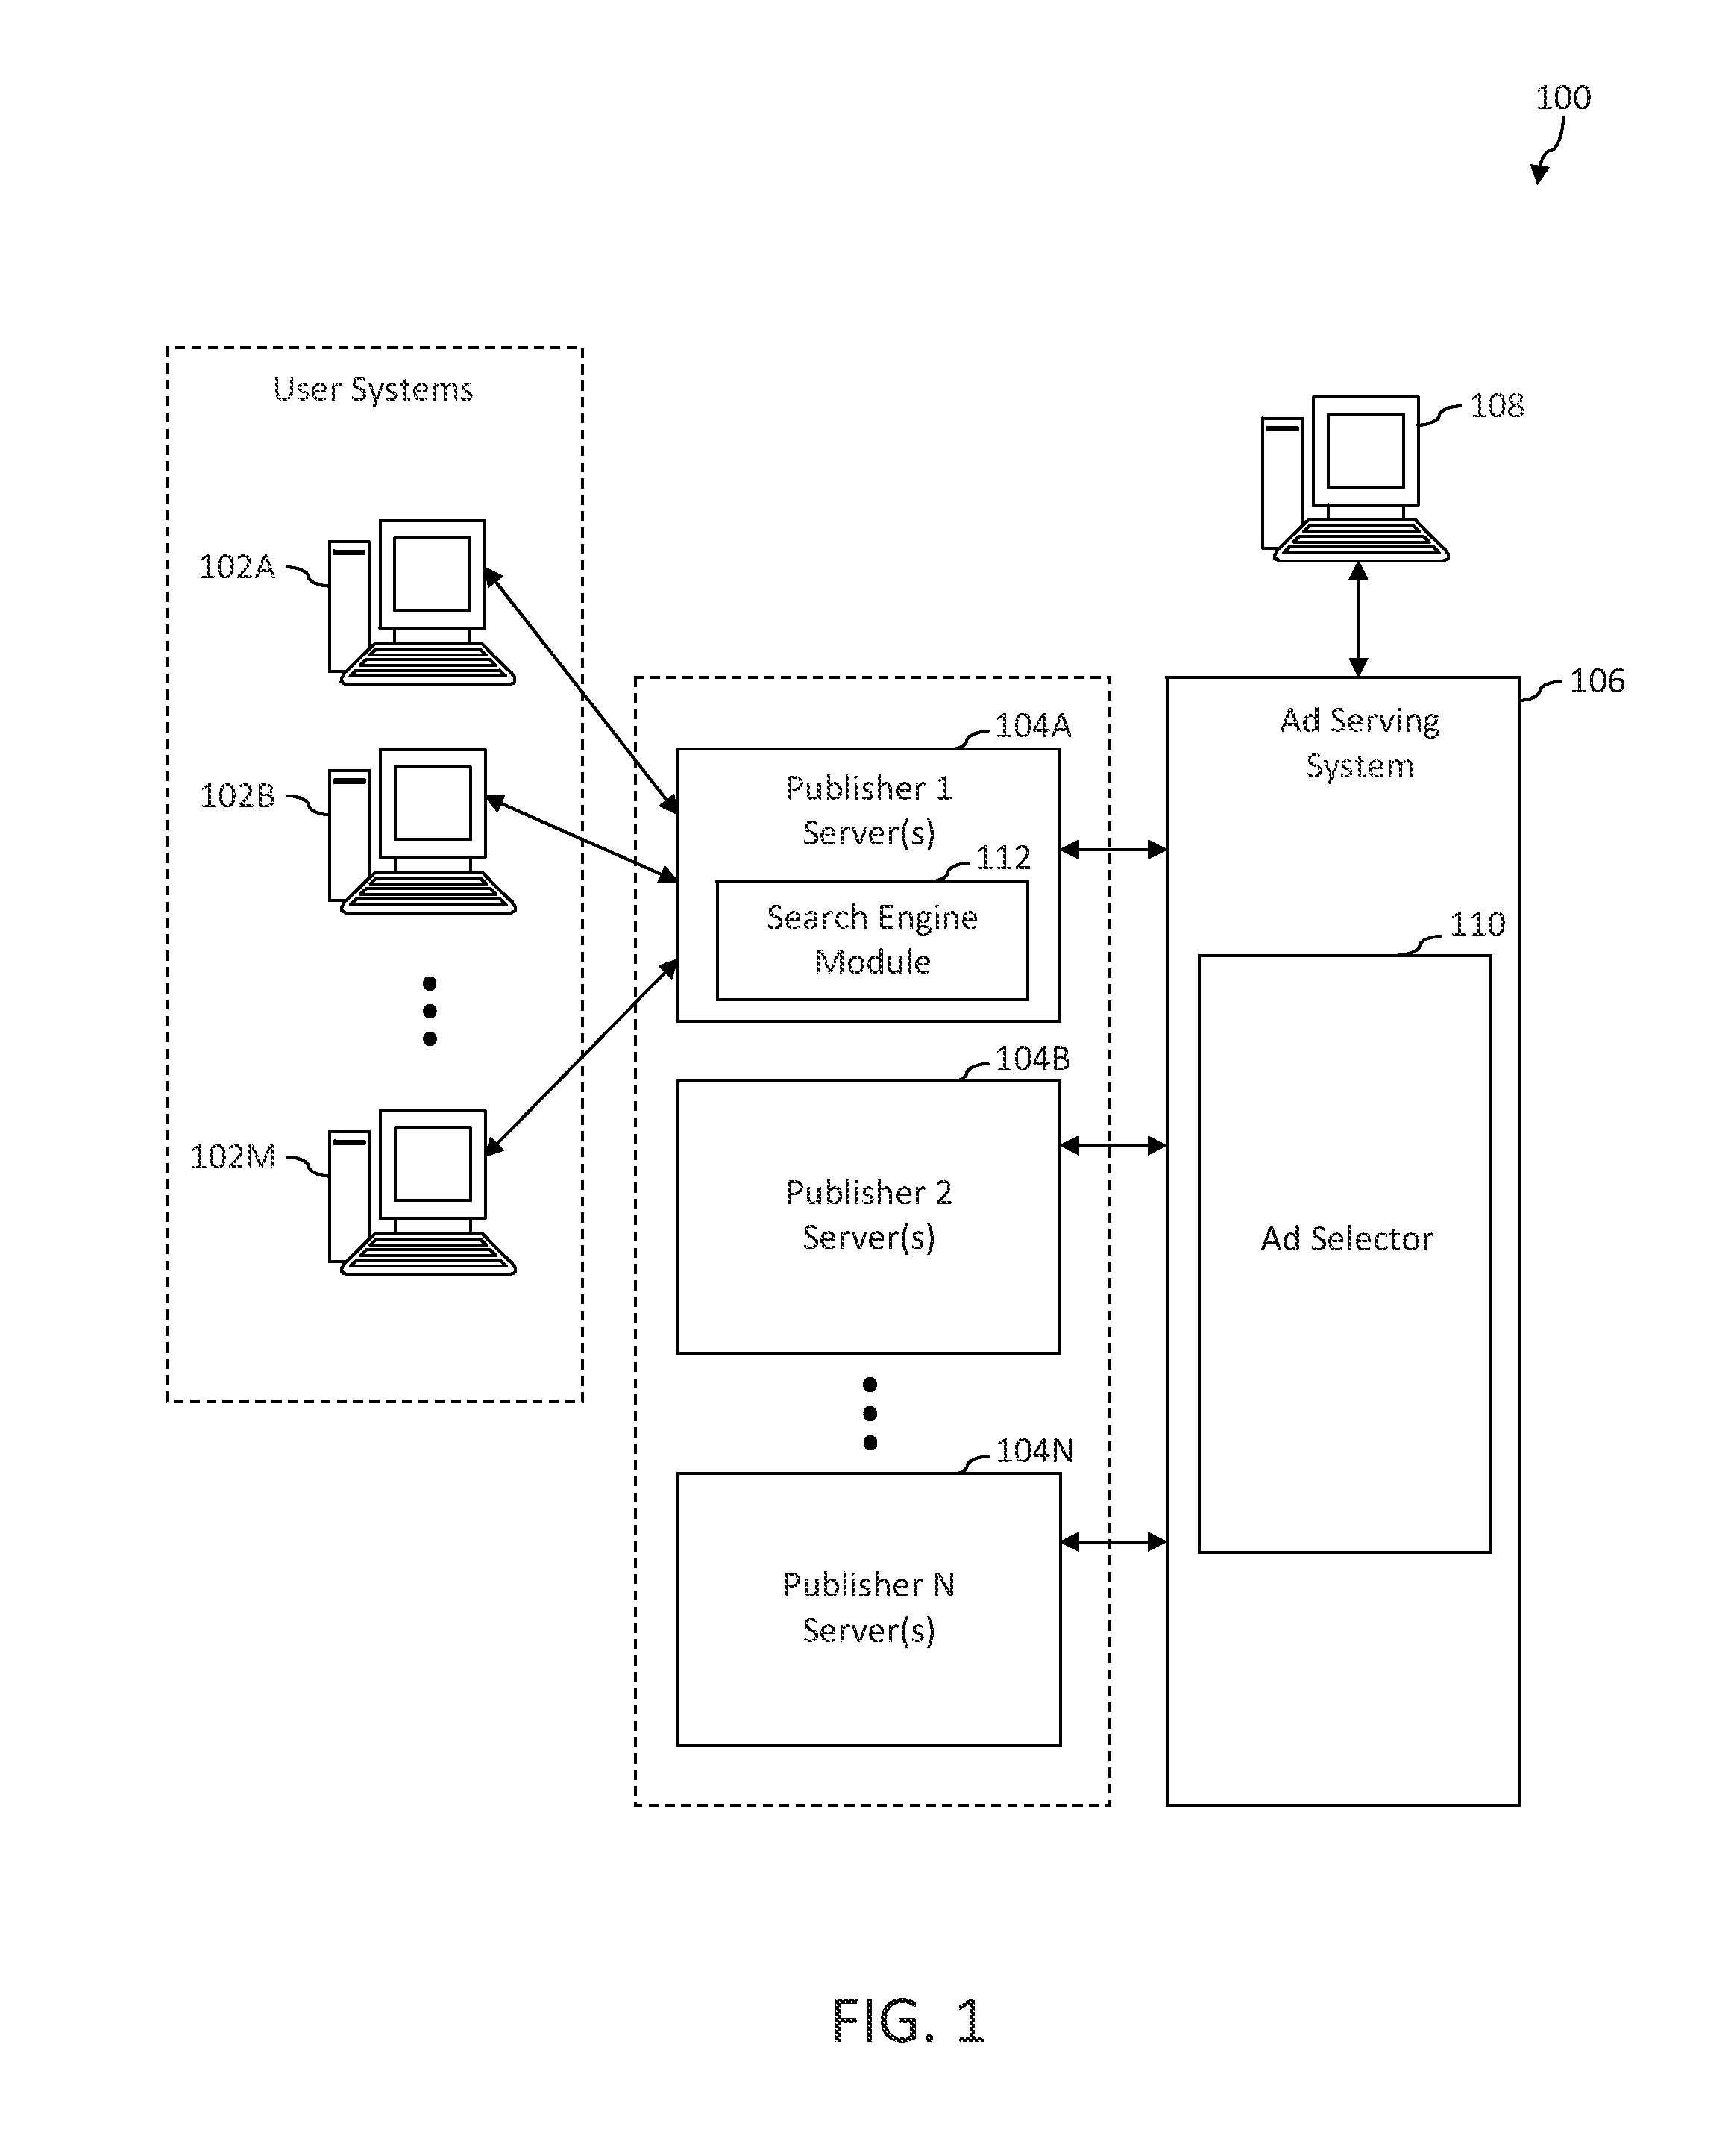 100
User Systems
108
102A
106
104A
Ad Serving
System
Publisher 1
Server(s)
102B
112
Search Engine
Module
110
104B
102M
Publisher 2
Server(s)
Ad Selector
104N
Publisher N
Server(s)
FIG. 1